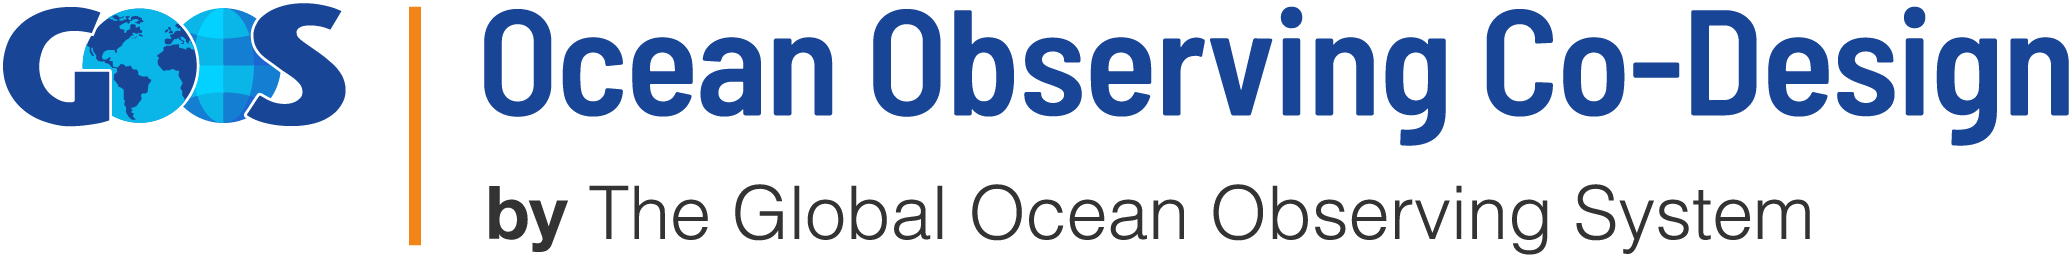 GOOS
Ocean Observing Co-Design
by The Global Ocean Observing System